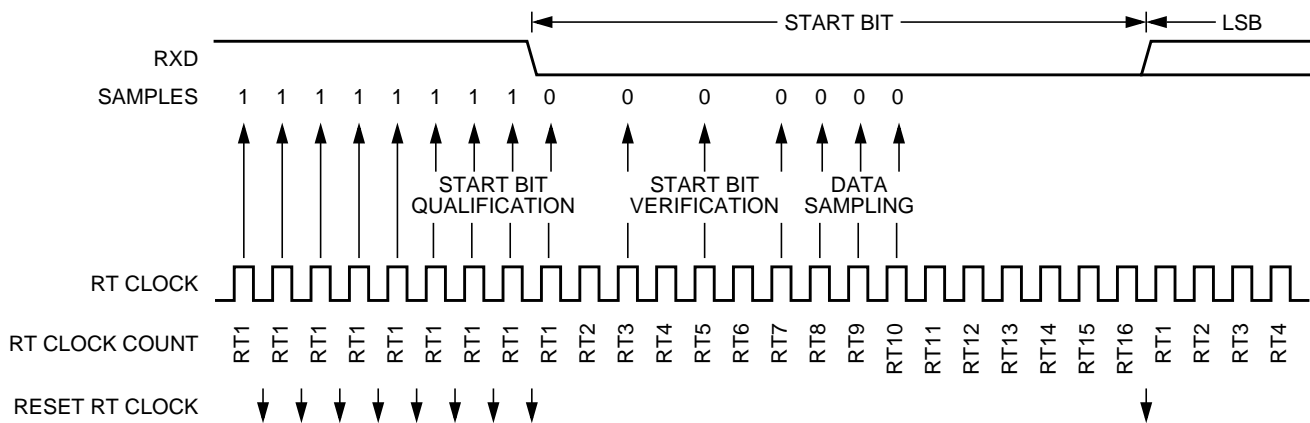 START BIT LSB
RXD
SAMPLES 1 1 1 1 1 1 1 1 0 0 0 0 0 0 0
START BIT QUALIFICATION START BIT VERIFICATION DATA SAMPLING
RT CLOCK
RT CLOCK COUNT RT1 RT1 RT1 RT1 RT1 RT1 RT1 RT1 RT1 RT2 RT3 RT4 RT5 RT6 RT7 RT8 RT9 RT10 RT11 RT12 RT13 RT14 RT15 RT16 RT1 RT2 RT3 RT4
RESET RT CLOCK